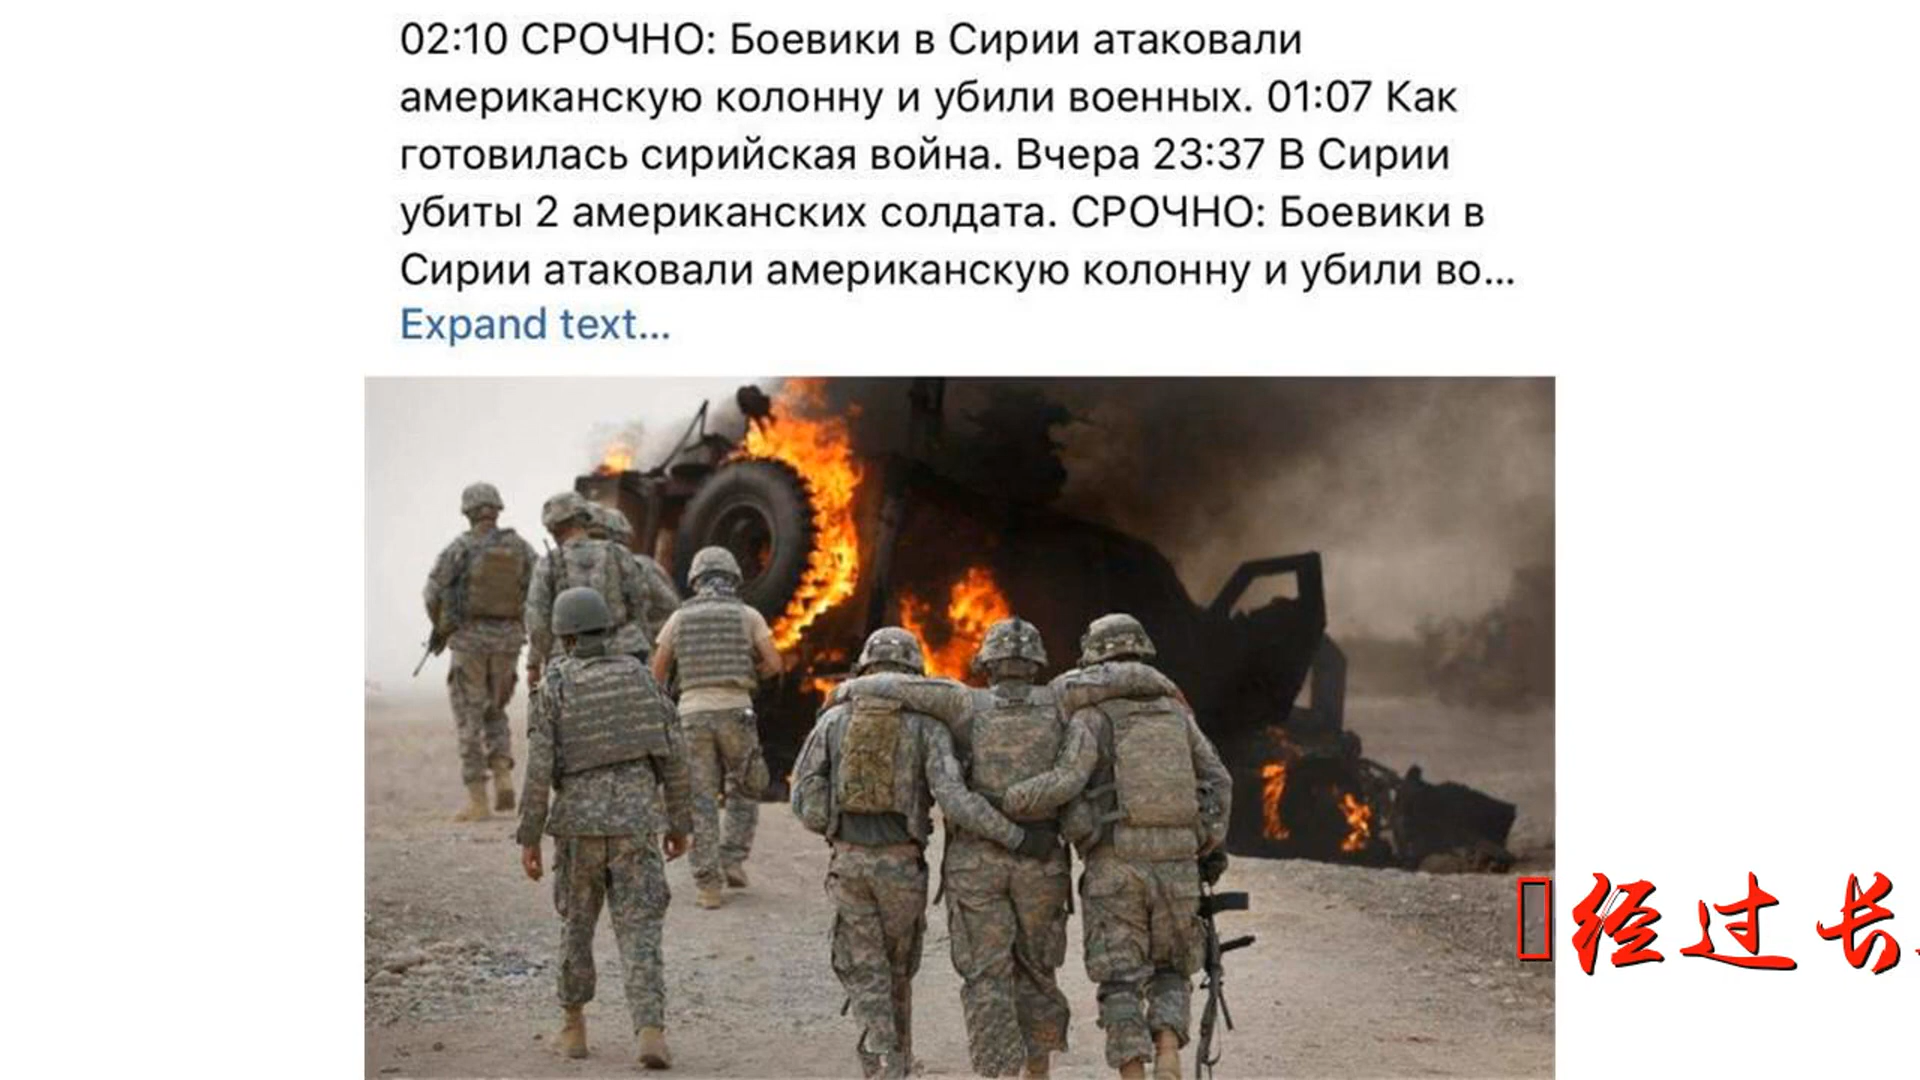 02:10 СРОЧНО: Боевики в Сирии атаковали
американскую колонну и убили военных. 01:07 Как
готовилась сирийская война. Вчера 23:37 В Сирии
убиты 2 американских солдата. СРОЧНО: Боевики в
Сирии атаковали американскую колонну и убили во...
Expand text...
经过长